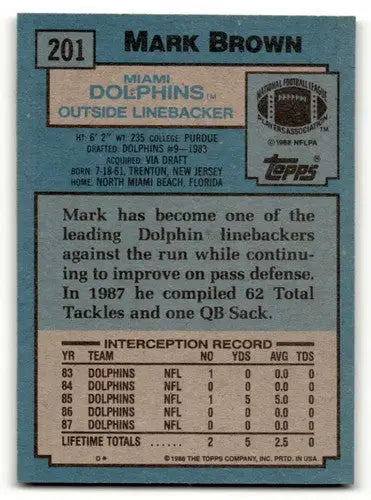 201 MARK BROWN
MIAMI
DOLPHINS™
OUTSIDE LINEBACKER
NATIONAL FOOTBALL LEAGUE
PLAYERS ASSOCIATION
© 1988 NFLPA
Topps®
HT: 6' 2" WT: 235 COLLEGE: PURDUE
DRAFTED: DOLPHINS #9-1983
ACQUIRED: VIA DRAFT
BORN: 7-18-61, TRENTON, NEW JERSEY
HOME: NORTH MIAMI BEACH, FLORIDA
Mark has become one of the
leading Dolphin linebackers
against the run while continu-
ing to improve on pass defense.
In 1987 he compiled 62 Total
Tackles and one QB Sack.
INTERCEPTION RECORD
YR TEAM NO YDS AVG TDS
83 DOLPHINS NFL 1 0 0.0 0
84 DOLPHINS NFL 0 0 0.0 0
85 DOLPHINS NFL 1 5 5.0 0
86 DOLPHINS NFL 0 0 0.0 0
87 DOLPHINS NFL 0 0 0.0 0
LIFETIME TOTALS ...... 2 5 2.5 0
D* © 1988 THE TOPPS COMPANY, INC. PRTD. IN USA